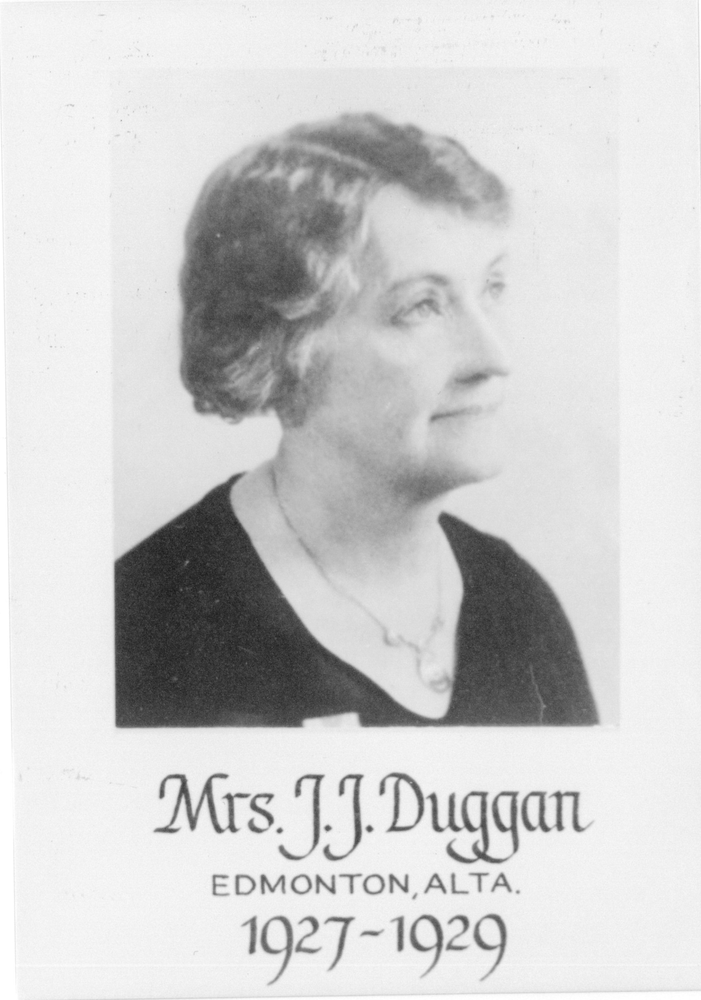 Mrs. J.J. Duggan
EDMONTON, ALTA.
1927-1929